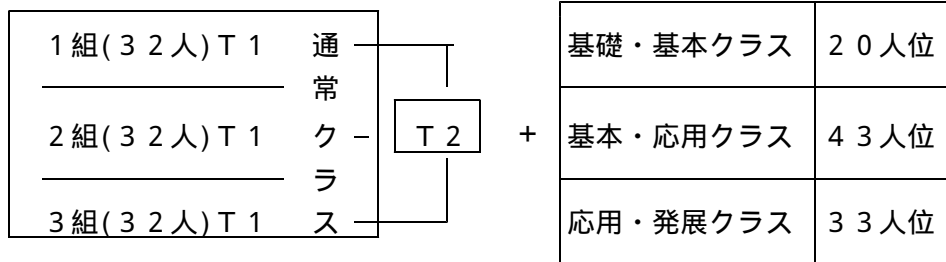 1組(32人)T1
2組(32人)T1
3組(32人)T1
通常クラス
T2
+
基礎・基本クラス 20人位
基本・応用クラス 43人位
応用・発展クラス 33人位